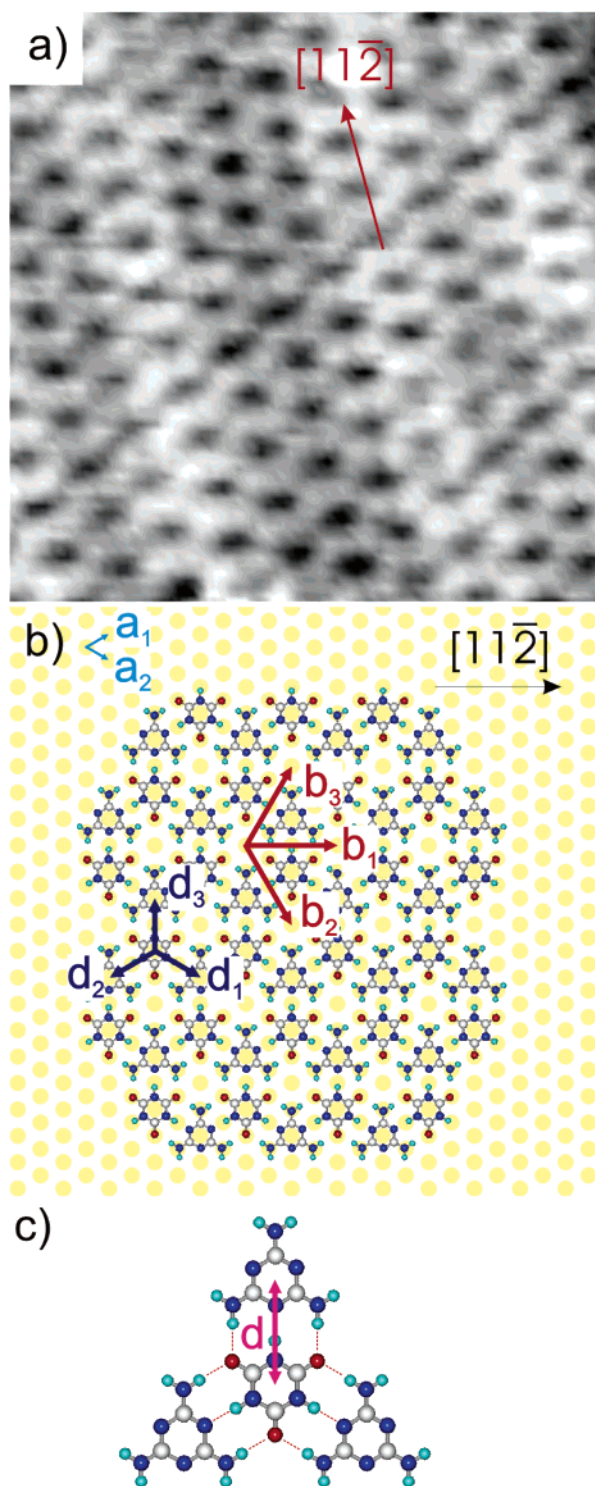 a)
[112̅]
b)
a₁
a₂
[112̅]
b₃
b₁
b₂
d₃
d₂
d₁
c)
d